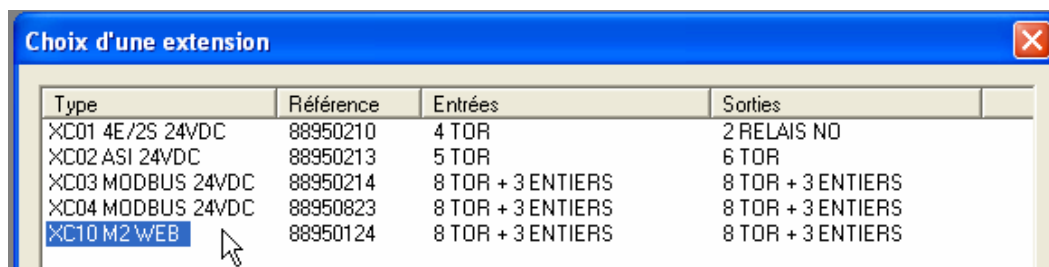 Choix d'une extension
Type Référence Entrées Sorties
XC01 4E/2S 24VDC 88950210 4 TOR 2 RELAIS NO
XC02 ASI 24VDC 88950213 5 TOR 6 TOR
XC03 MODBUS 24VDC 88950214 8 TOR + 3 ENTIERS 8 TOR + 3 ENTIERS
XC04 MODBUS 24VDC 88950823 8 TOR + 3 ENTIERS 8 TOR + 3 ENTIERS
XC10 M2 WEB 88950124 8 TOR + 3 ENTIERS 8 TOR + 3 ENTIERS